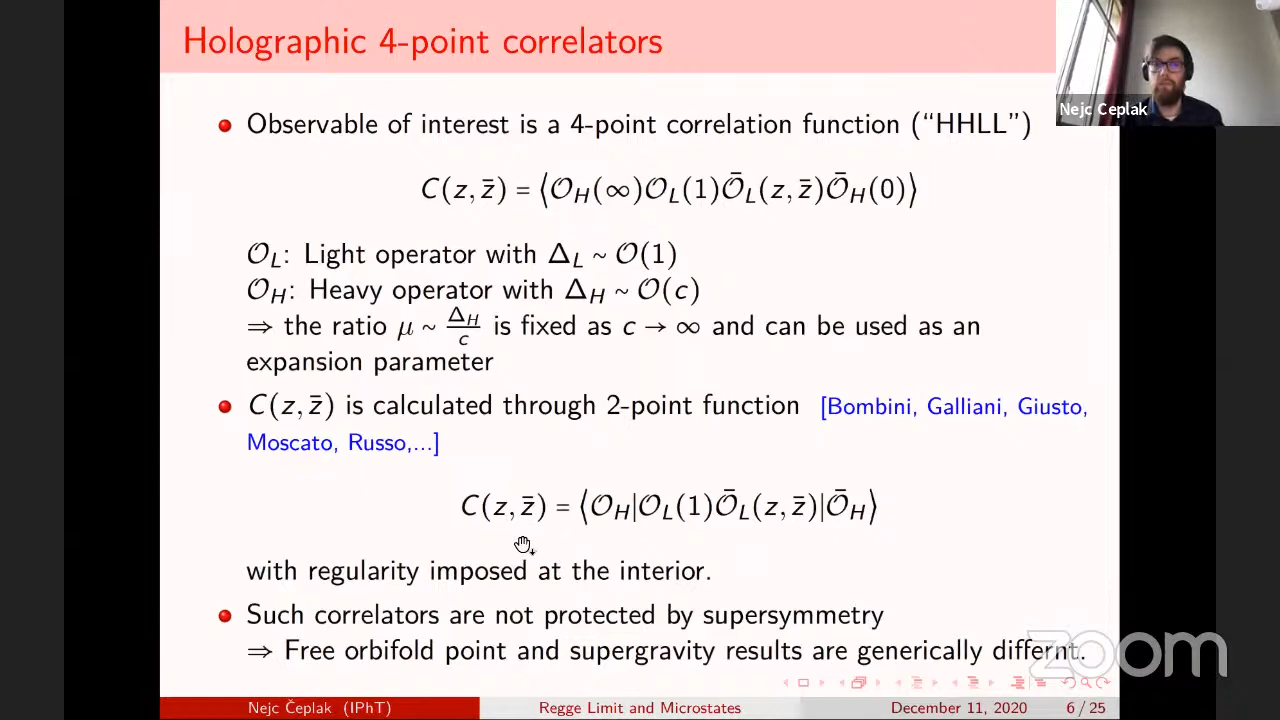 Holographic 4-point correlators
Nejc Ceplak
Observable of interest is a 4-point correlation function (“HHLL”)
C(z, z̄) = ⟨𝒪_H(∞)𝒪_L(1)𝒪̄_L(z, z̄)𝒪̄_H(0)⟩
𝒪_L: Light operator with Δ_L ~ 𝒪(1)
𝒪_H: Heavy operator with Δ_H ~ 𝒪(c)
⇒ the ratio μ ~ Δ_H/c is fixed as c → ∞ and can be used as an
expansion parameter
C(z, z̄) is calculated through 2-point function [Bombini, Galliani, Giusto,
Moscato, Russo,...]
C(z, z̄) = ⟨𝒪_H|𝒪_L(1)𝒪̄_L(z, z̄)|𝒪̄_H⟩
with regularity imposed at the interior.
Such correlators are not protected by supersymmetry
⇒ Free orbifold point and supergravity results are generically differnt.
zoom
Nejc Čeplak (IPhT) Regge Limit and Microstates December 11, 2020 6 / 25